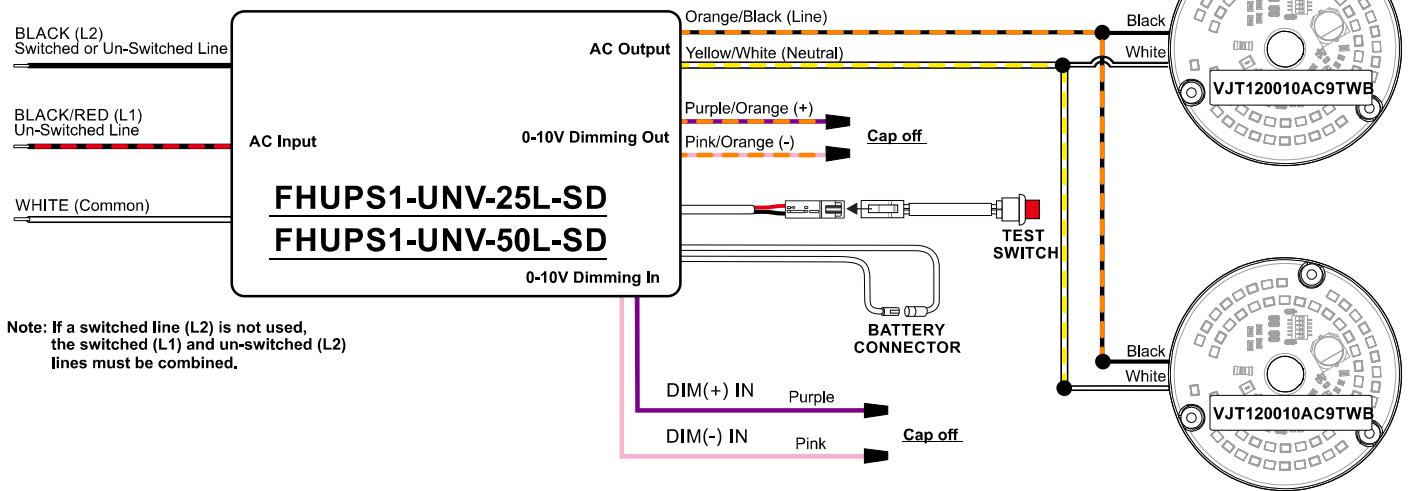 BLACK (L2)
Switched or Un-Switched Line
BLACK/RED (L1)
Un-Switched Line
WHITE (Common)
AC Input
AC Output
0-10V Dimming Out
FHUPS1-UNV-25L-SD
FHUPS1-UNV-50L-SD
0-10V Dimming In
Orange/Black (Line)
Yellow/White (Neutral)
Purple/Orange (+)
Pink/Orange (-)
Cap off
TEST
SWITCH
BATTERY
CONNECTOR
Black
White
VJT120010AC9TWB
Black
White
VJT120010AC9TWB
Note: If a switched line (L2) is not used,
the switched (L1) and un-switched (L2)
lines must be combined.
DIM(+) IN
Purple
DIM(-) IN
Pink
Cap off